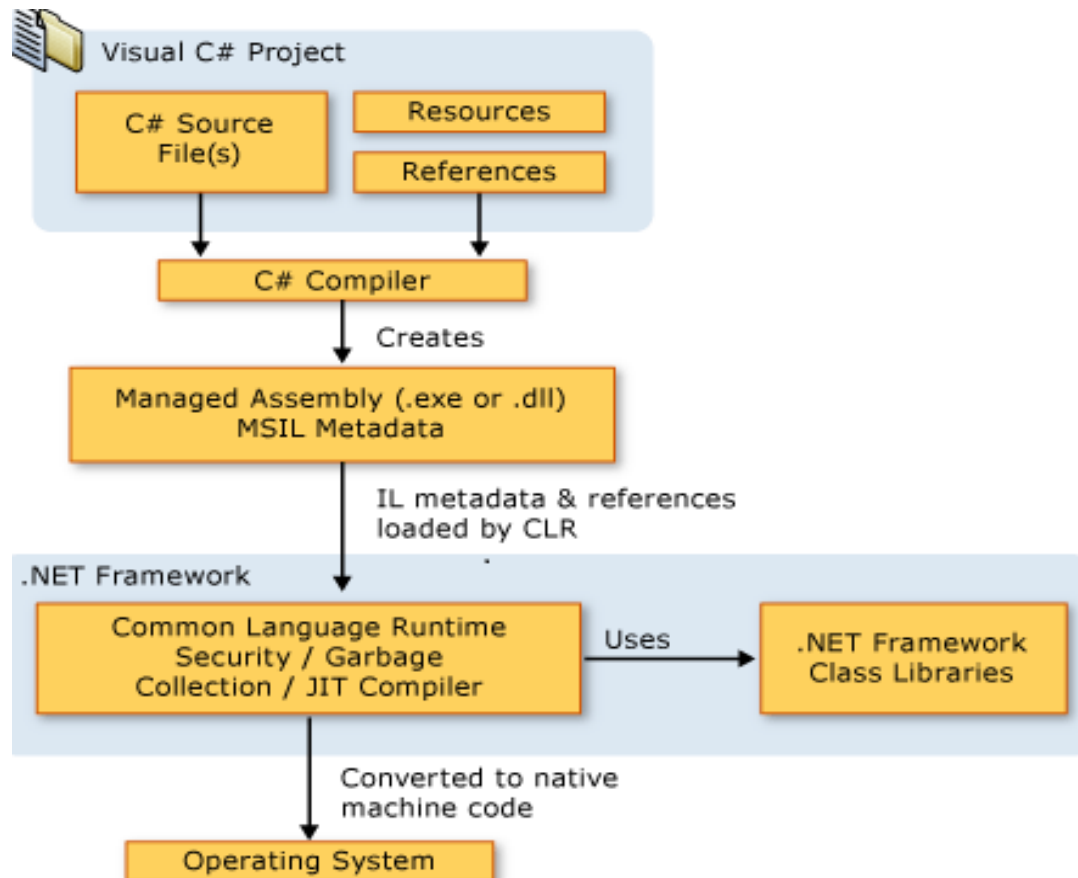 Visual C# Project
C# Source
File(s)
Resources
References
C# Compiler
Creates
Managed Assembly (.exe or .dll)
MSIL Metadata
IL metadata & references
loaded by CLR
.NET Framework
Common Language Runtime
Security / Garbage
Collection / JIT Compiler
Uses
.NET Framework
Class Libraries
Converted to native
machine code
Operating System